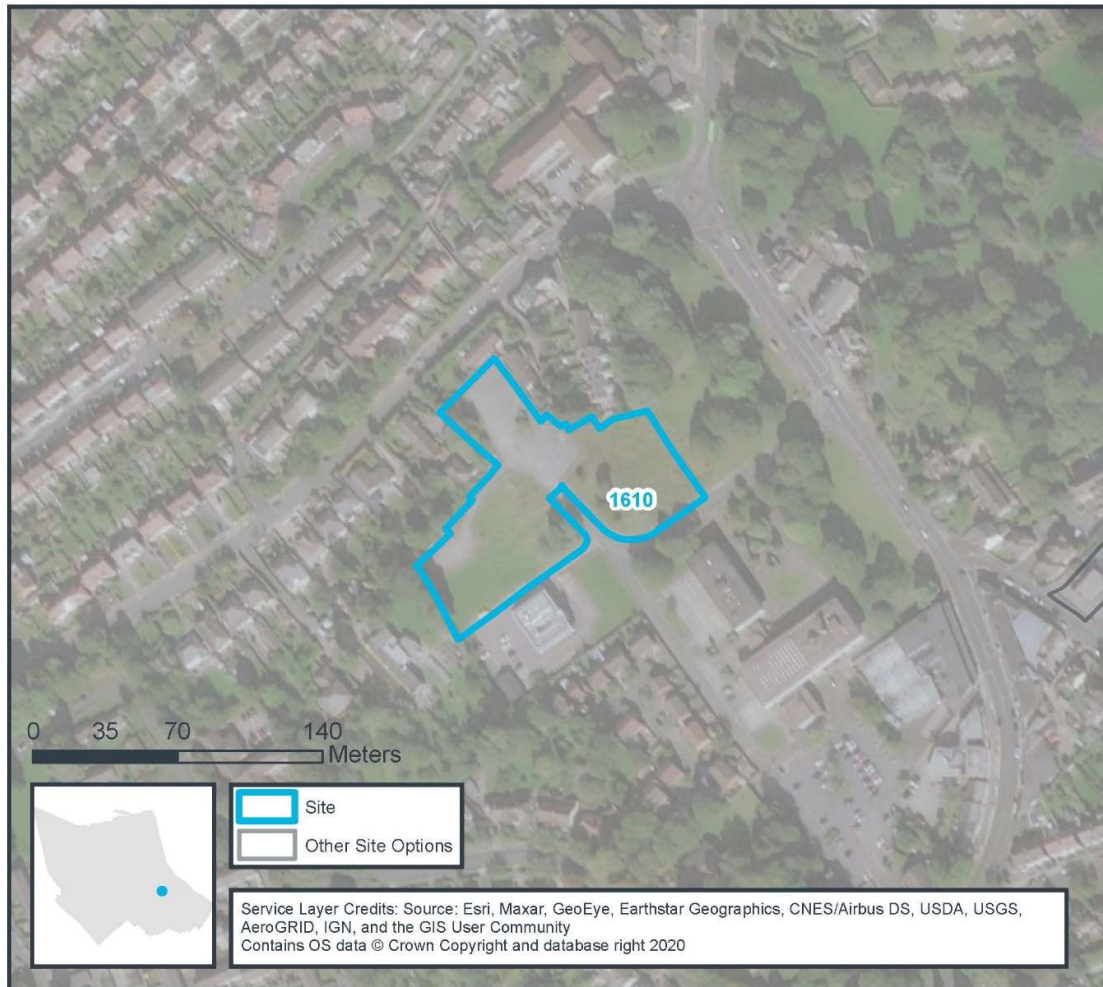 1610
0 35 70 140
Meters
Site
Other Site Options
Service Layer Credits: Source: Esri, Maxar, GeoEye, Earthstar Geographics, CNES/Airbus DS, USDA, USGS,
AeroGRID, IGN, and the GIS User Community
Contains OS data © Crown Copyright and database right 2020